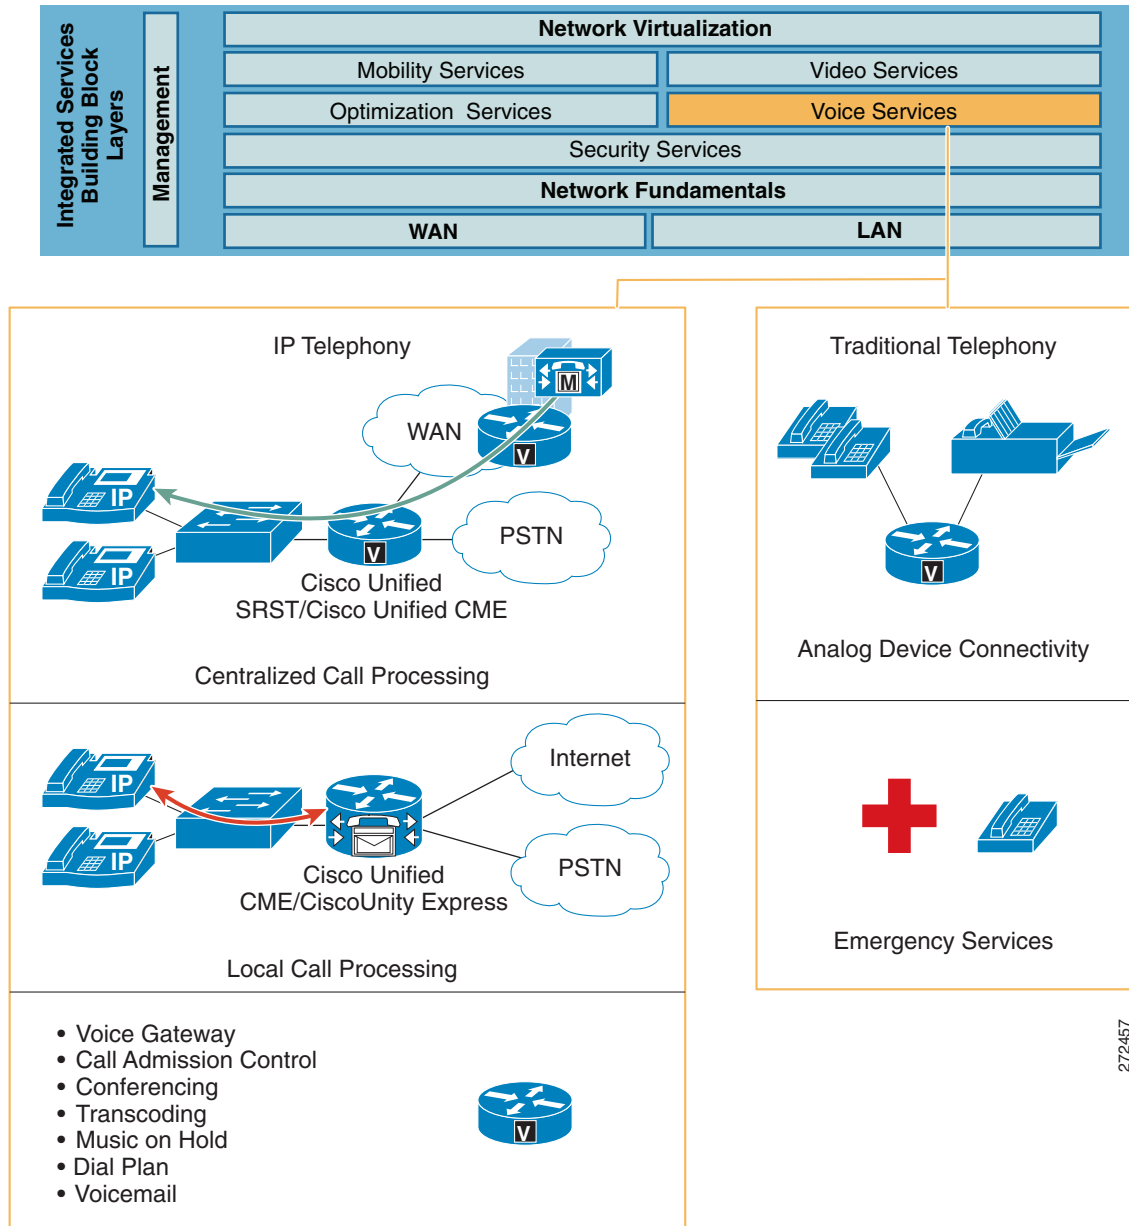 Integrated Services
Building Block
Layers
Management
Network Virtualization
Mobility Services
Video Services
Optimization Services
Voice Services
Security Services
Network Fundamentals
WAN
LAN
IP Telephony
M
WAN
V
IP
IP
PSTN
V
Cisco Unified
SRST/Cisco Unified CME
Centralized Call Processing
IP
IP
Internet
PSTN
Cisco Unified
CME/CiscoUnity Express
Local Call Processing
• Voice Gateway
• Call Admission Control
• Conferencing
• Transcoding
• Music on Hold
• Dial Plan
• Voicemail
V
Traditional Telephony
V
Analog Device Connectivity
Emergency Services
272457